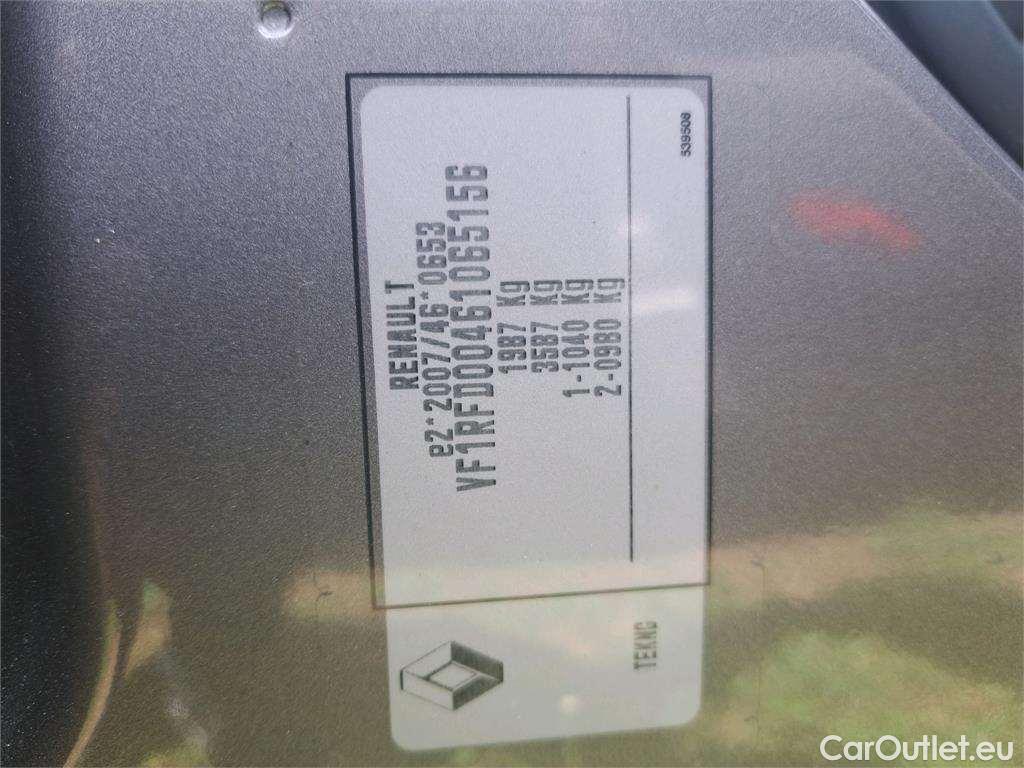 RENAULT
e2*2007/46*0653
VF1RFD00461065156
1987 Kg
3587 Kg
1-1040 Kg
2-0980 Kg
539508
TEKNG
CarOutlet.eu